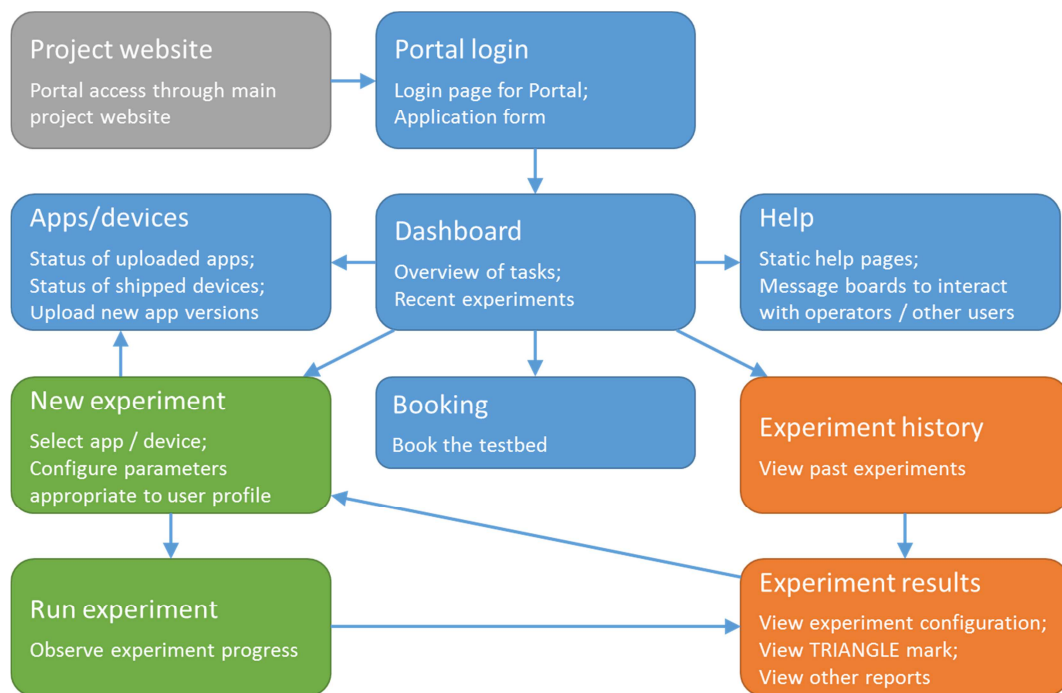 Project website
Portal access through main
project website
Portal login
Login page for Portal;
Application form
Apps/devices
Status of uploaded apps;
Status of shipped devices;
Upload new app versions
Dashboard
Overview of tasks;
Recent experiments
Help
Static help pages;
Message boards to interact
with operators / other users
New experiment
Select app / device;
Configure parameters
appropriate to user profile
Booking
Book the testbed
Experiment history
View past experiments
Run experiment
Observe experiment progress
Experiment results
View experiment configuration;
View TRIANGLE mark;
View other reports